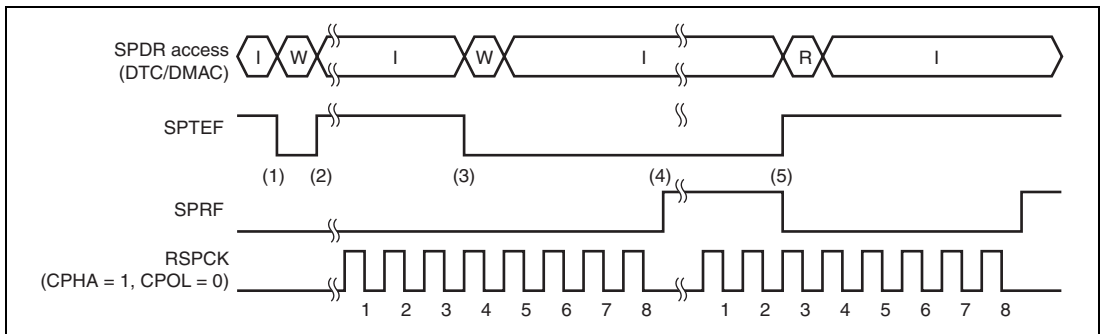 SPDR access
(DTC/DMAC)
I W I W I R I
SPTEF
(1) (2) (3) (4) (5)
SPRF
RSPCK
(CPHA = 1, CPOL = 0)
1 2 3 4 5 6 7 8 1 2 3 4 5 6 7 8